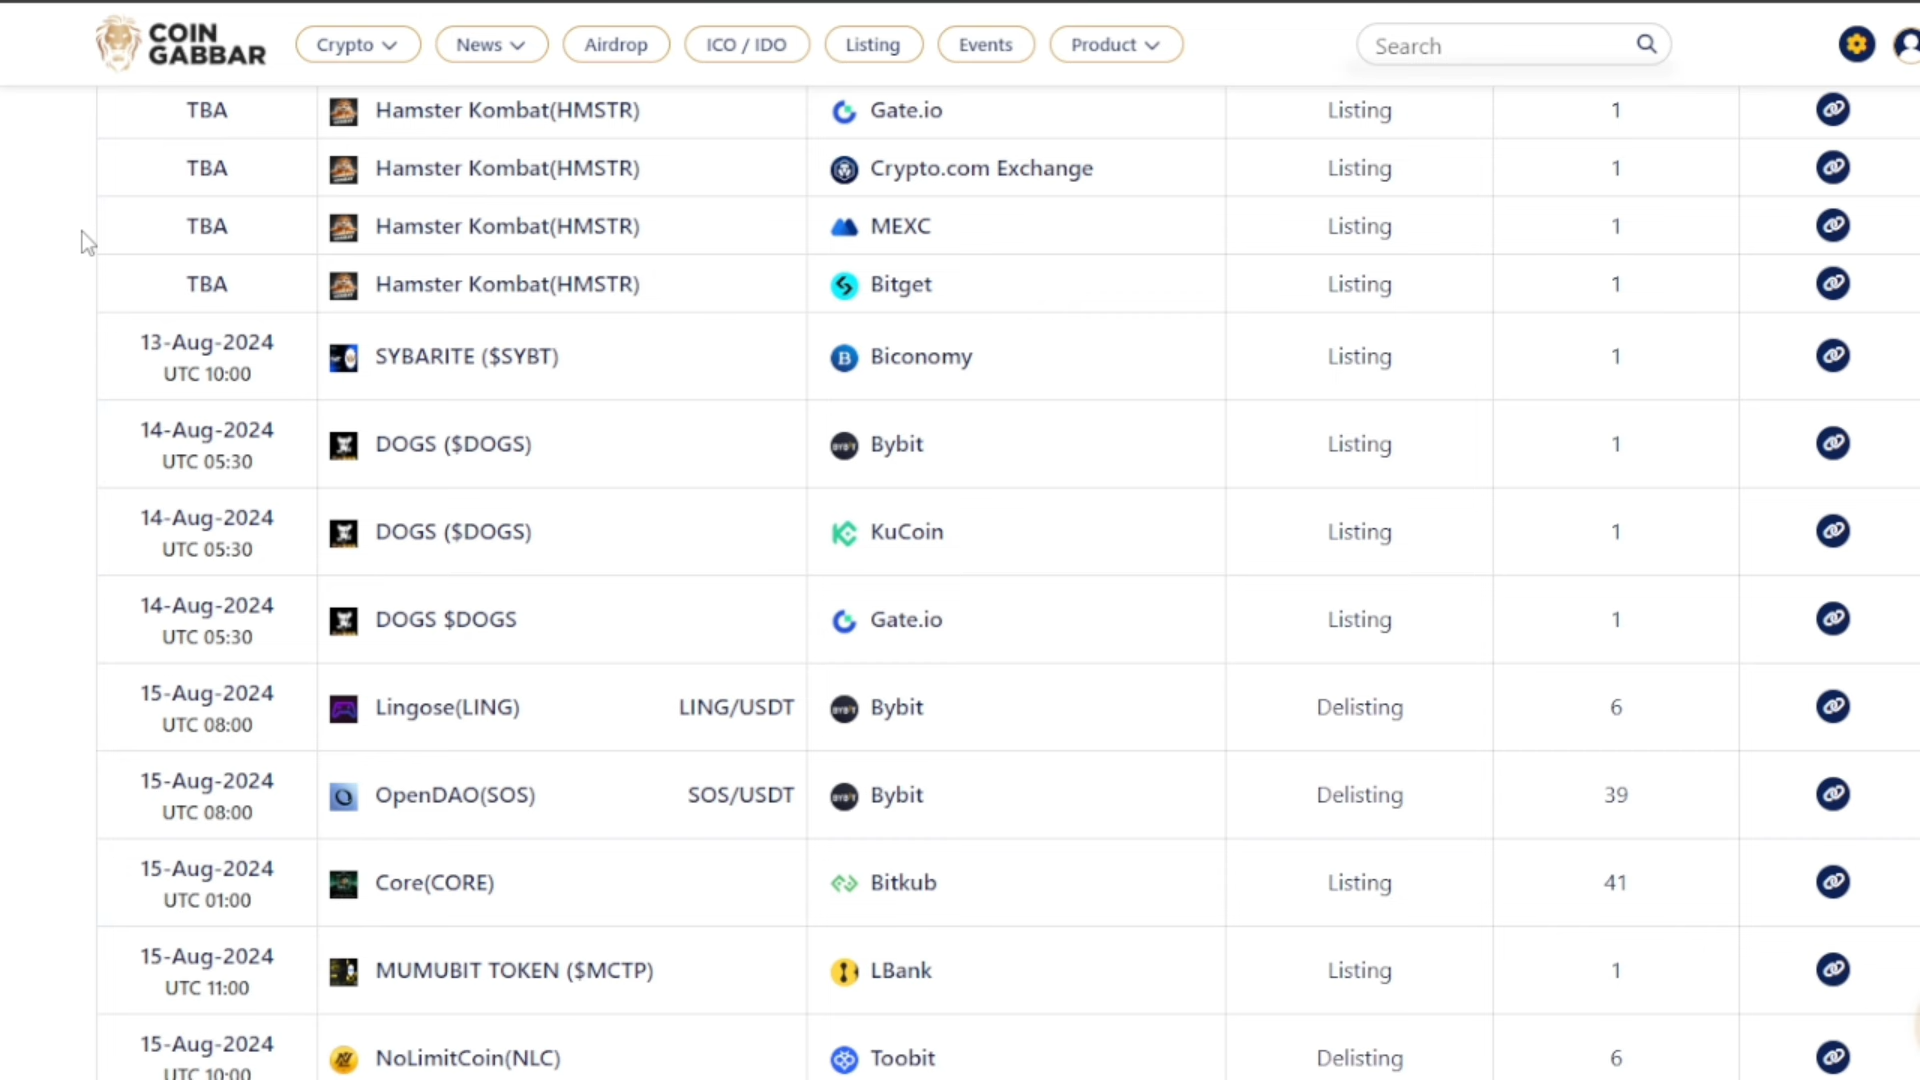 COIN GABBAR Crypto News Airdrop ICO / IDO Listing Events Product Search
TBA Hamster Kombat(HMSTR) Gate.io Listing 1
TBA Hamster Kombat(HMSTR) Crypto.com Exchange Listing 1
TBA Hamster Kombat(HMSTR) MEXC Listing 1
TBA Hamster Kombat(HMSTR) Bitget Listing 1
13-Aug-2024
UTC 10:00 SYBARITE ($SYBT) Biconomy Listing 1
14-Aug-2024
UTC 05:30 DOGS ($DOGS) Bybit Listing 1
14-Aug-2024
UTC 05:30 DOGS ($DOGS) KuCoin Listing 1
14-Aug-2024
UTC 05:30 DOGS $DOGS Gate.io Listing 1
15-Aug-2024
UTC 08:00 Lingose(LING) LING/USDT Bybit Delisting 6
15-Aug-2024
UTC 08:00 OpenDAO(SOS) SOS/USDT Bybit Delisting 39
15-Aug-2024
UTC 01:00 Core(CORE) Bitkub Listing 41
15-Aug-2024
UTC 11:00 MUMUBIT TOKEN ($MCTP) LBank Listing 1
15-Aug-2024
UTC 10:00 NoLimitCoin(NLC) Toobit Delisting 6